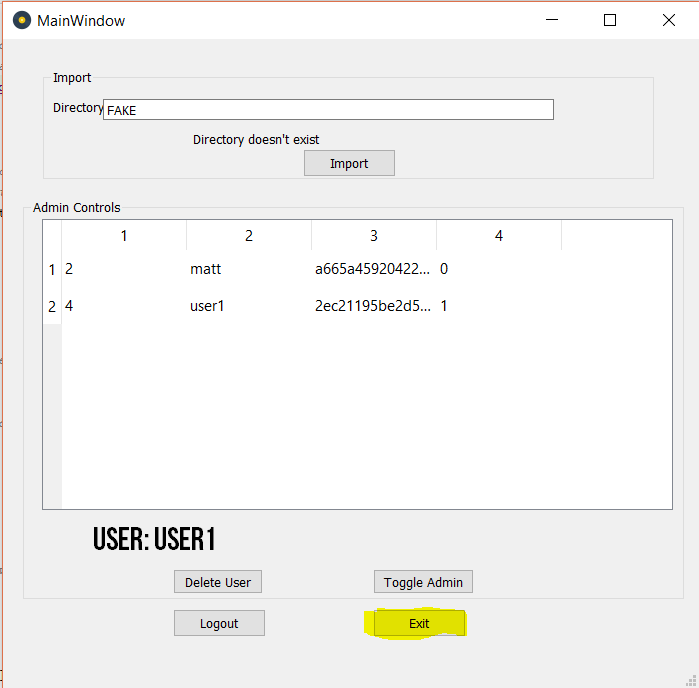 MainWindow
Import
Directory FAKE
Directory doesn't exist
Import
Admin Controls
1 2 3 4
1 2 matt a665a45920422... 0
2 4 user1 2ec21195be2d5... 1
USER: USER1
Delete User Toggle Admin
Logout Exit